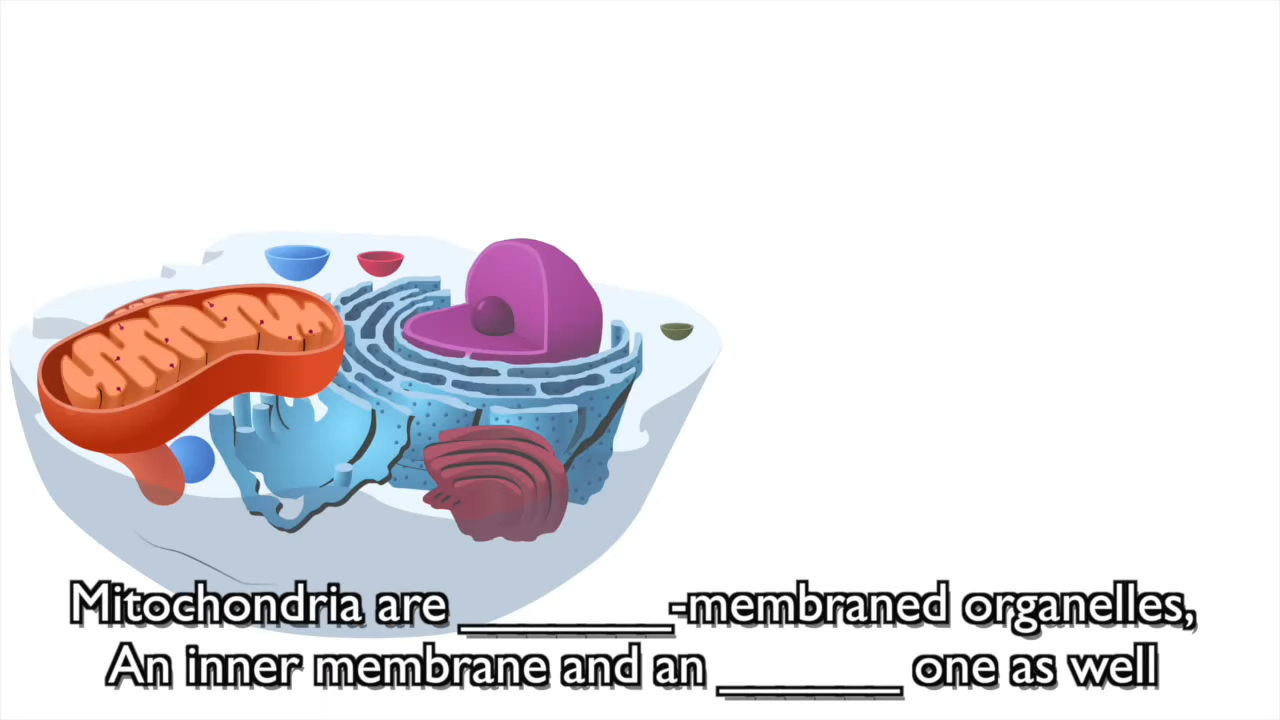 Mitochondria are ________-membraned organelles,
An inner membrane and an _______ one as well